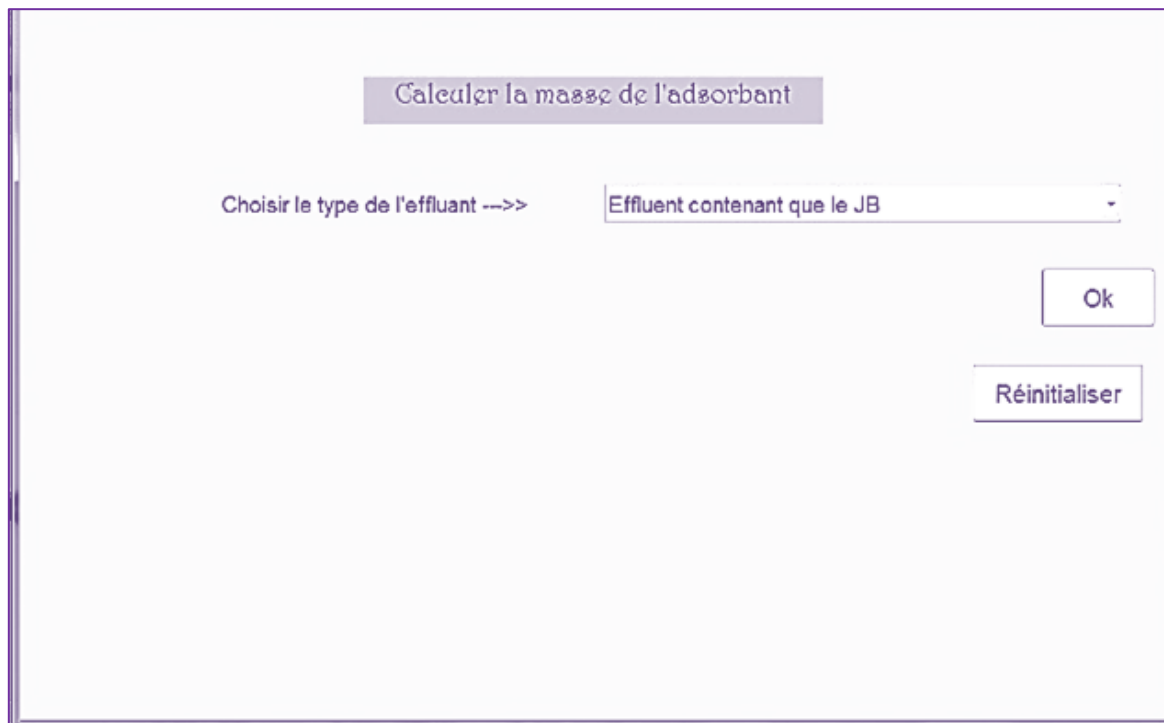 Calculer la masse de l'adsorbant
Choisir le type de l'effluant --->> Effluent contenant que le JB
Ok
Réinitialiser